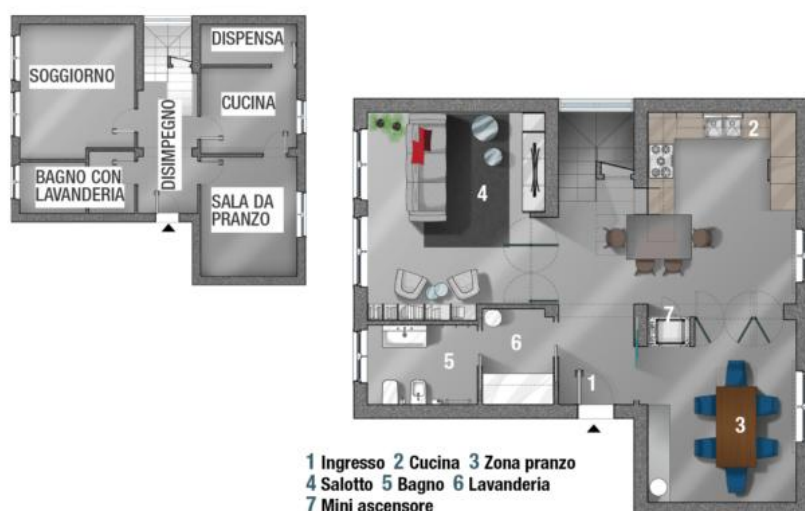 SOGGIORNO
DISPENSA
CUCINA
DISIMPEGNO
BAGNO CON
LAVANDERIA
SALA DA
PRANZO
2
4
7
6
5
1
3
1 Ingresso 2 Cucina 3 Zona pranzo
4 Salotto 5 Bagno 6 Lavanderia
7 Mini ascensore